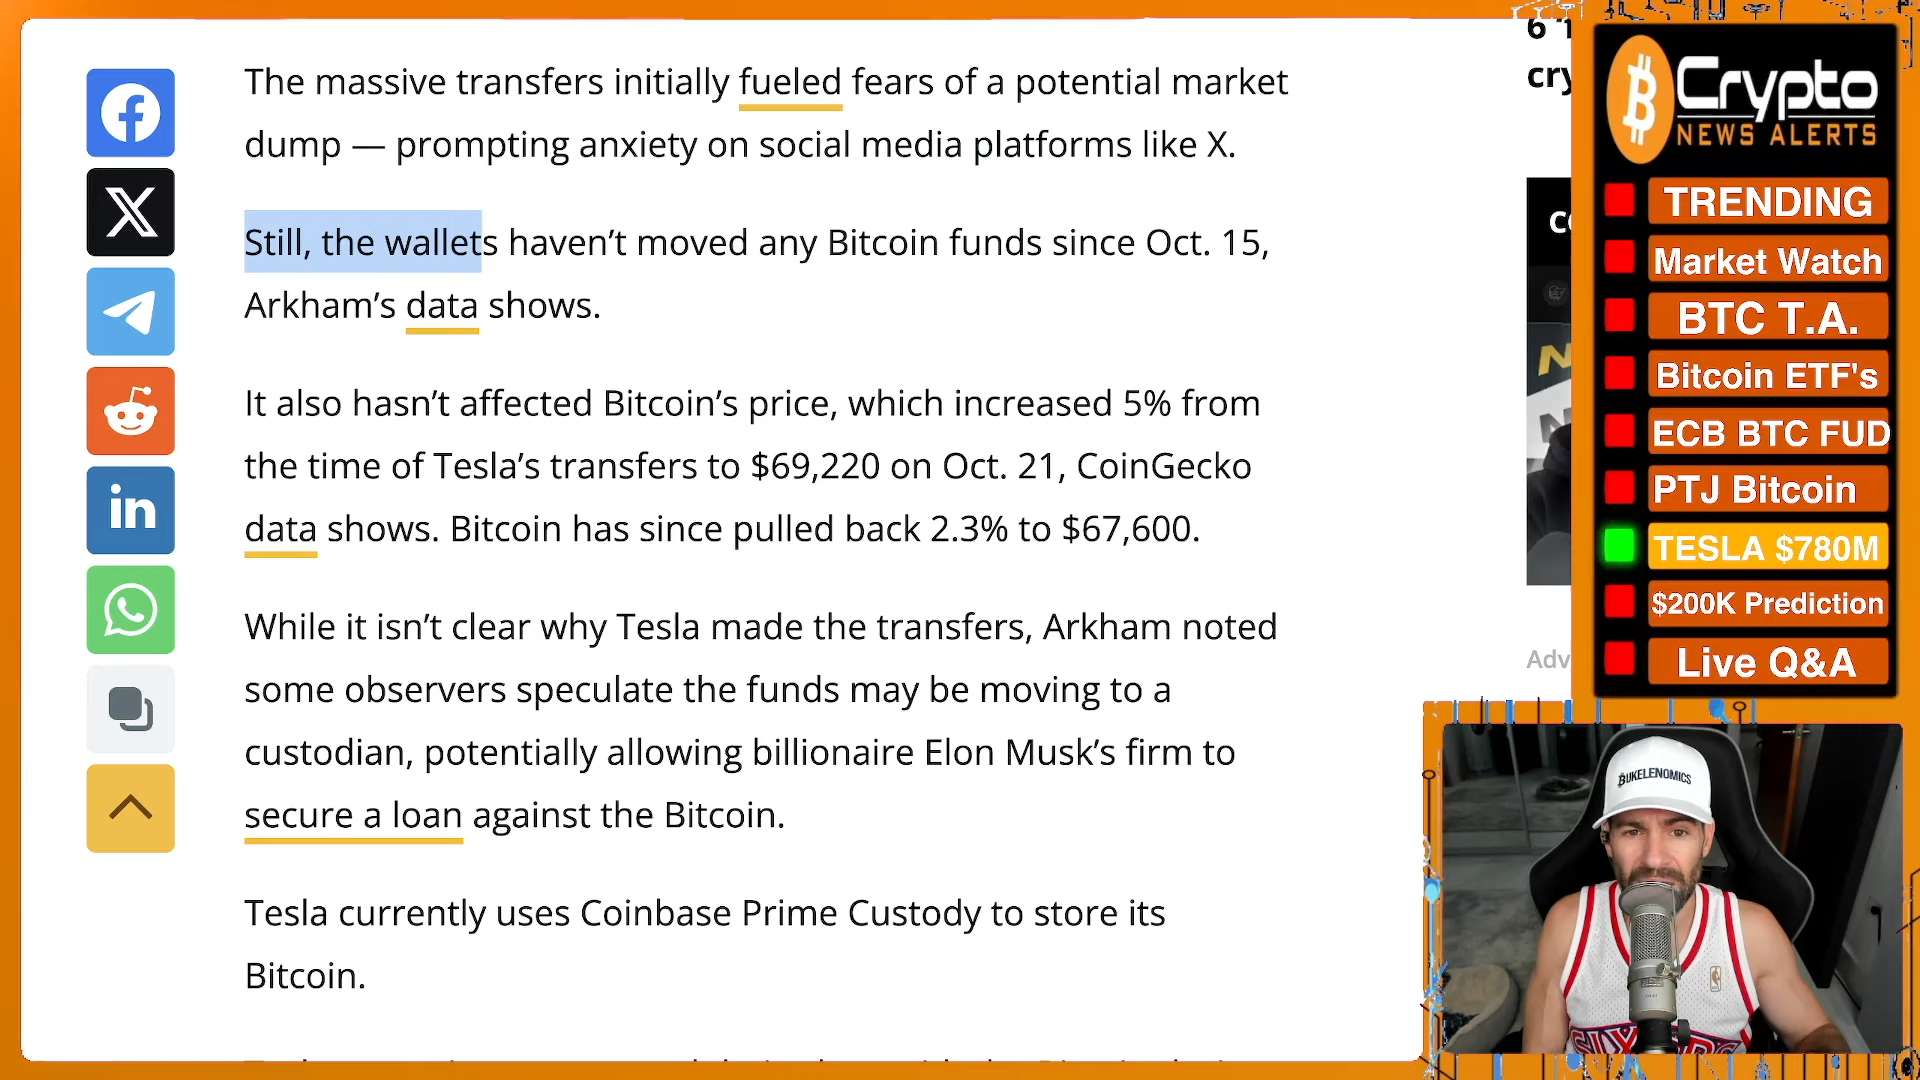 The massive transfers initially fueled fears of a potential market
dump — prompting anxiety on social media platforms like X.
Still, the wallets haven’t moved any Bitcoin funds since Oct. 15,
Arkham’s data shows.
It also hasn’t affected Bitcoin’s price, which increased 5% from
the time of Tesla’s transfers to $69,220 on Oct. 21, CoinGecko
data shows. Bitcoin has since pulled back 2.3% to $67,600.
While it isn’t clear why Tesla made the transfers, Arkham noted
some observers speculate the funds may be moving to a
custodian, potentially allowing billionaire Elon Musk’s firm to
secure a loan against the Bitcoin.
Tesla currently uses Coinbase Prime Custody to store its
Bitcoin.
Crypto
NEWS ALERTS
TRENDING
Market Watch
BTC T.A.
Bitcoin ETF's
ECB BTC FUD
PTJ Bitcoin
TESLA $780M
$200K Prediction
Live Q&A
BUKELENOMICS